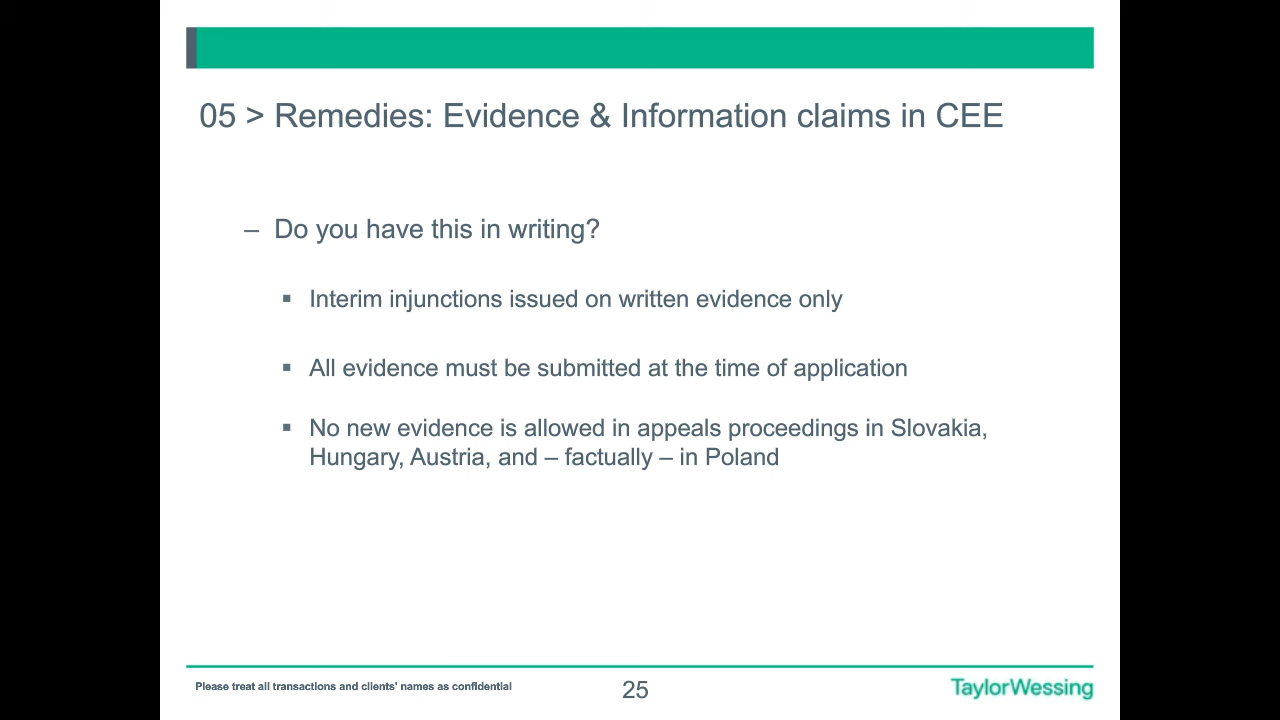 05 > Remedies: Evidence & Information claims in CEE
– Do you have this in writing?
▪ Interim injunctions issued on written evidence only
▪ All evidence must be submitted at the time of application
▪ No new evidence is allowed in appeals proceedings in Slovakia,
Hungary, Austria, and – factually – in Poland
Please treat all transactions and clients' names as confidential
25
TaylorWessing